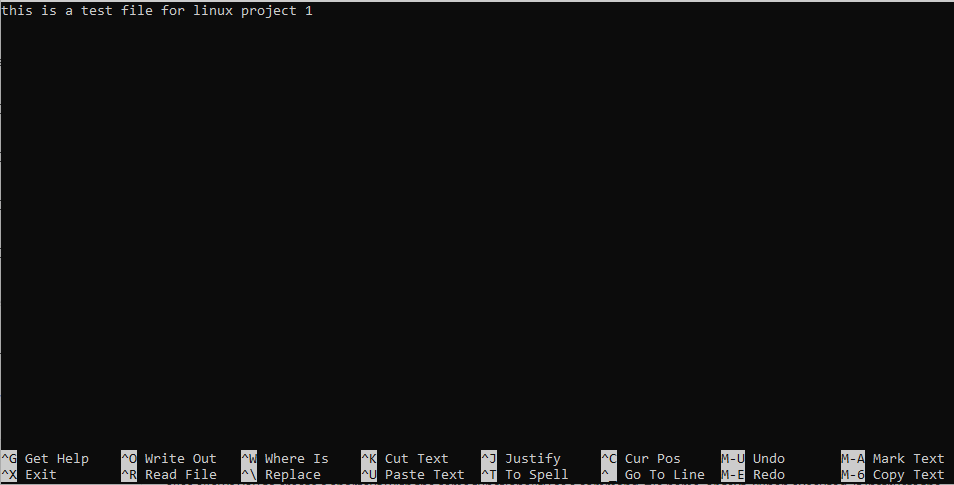 this is a test file for linux project 1
^G Get Help ^O Write Out ^W Where Is ^K Cut Text ^J Justify ^C Cur Pos M-U Undo M-A Mark Text
^X Exit ^R Read File ^\ Replace ^U Paste Text ^T To Spell ^_ Go To Line M-E Redo M-6 Copy Text